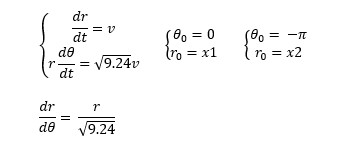 { dr/dt = v
r dθ/dt = √9.24v
{ θ₀ = 0
r₀ = x1
{ θ₀ = −π
r₀ = x2
dr/dθ = r/√9.24